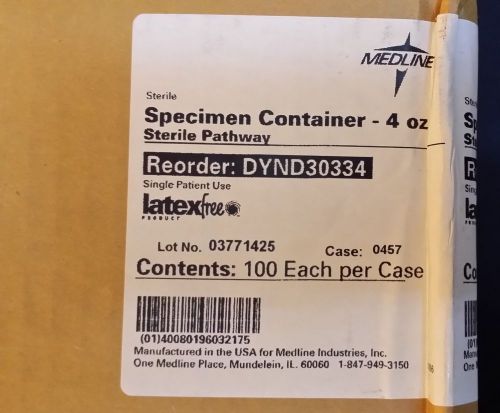 MEDLINE
Sterile
Specimen Container - 4 oz
Sterile Pathway
Reorder: DYND30334
Single Patient Use
latexfree
PRODUCT
Lot No. 03771425 Case: 0457
Contents: 100 Each per Case
(01)40080196032175
Manufactured in the USA for Medline Industries, Inc.
One Medline Place, Mundelein, IL. 60060 1-847-949-3150